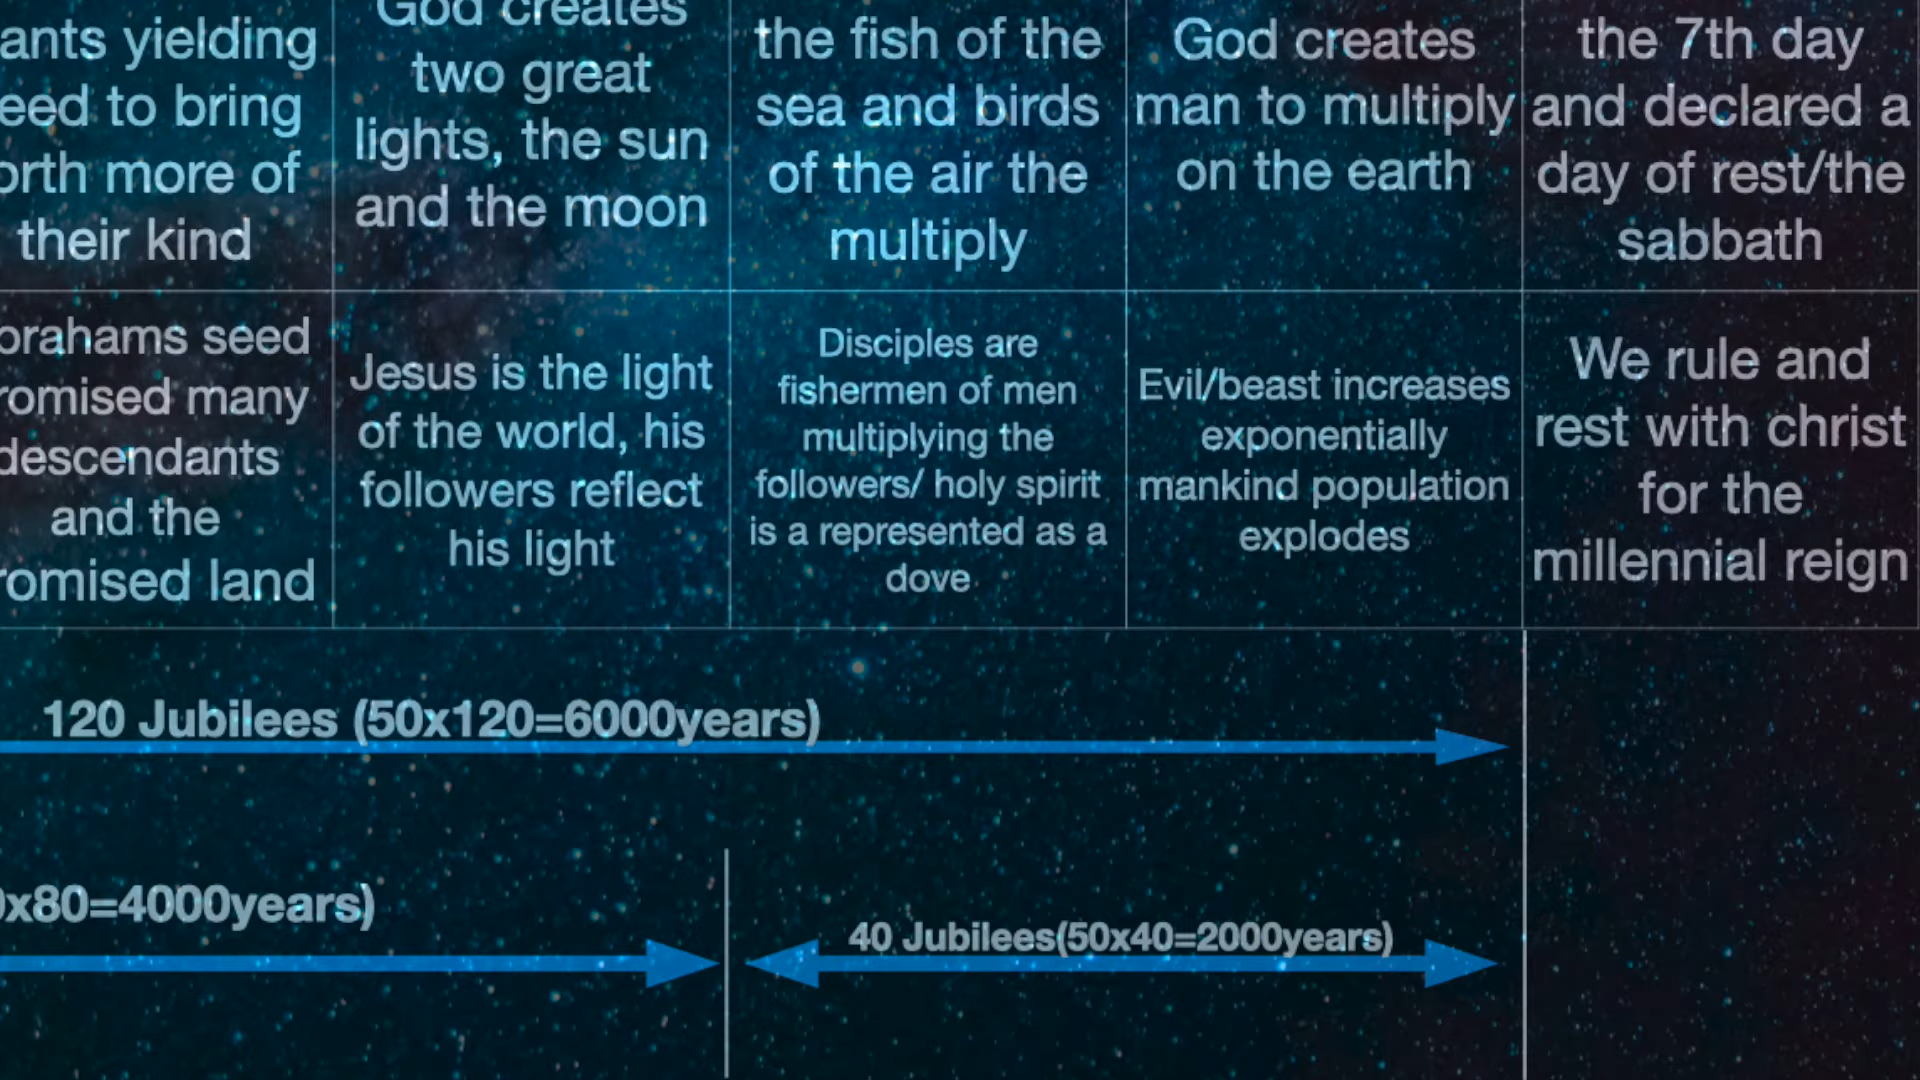 ants yielding
eed to bring
orth more of
their kind
God creates
two great
lights, the sun
and the moon
the fish of the
sea and birds
of the air the
multiply
God creates
man to multiply
on the earth
the 7th day
and declared a
day of rest/the
sabbath
brahams seed
romised many
descendants
and the
romised land
Jesus is the light
of the world, his
followers reflect
his light
Disciples are
fishermen of men
multiplying the
followers/ holy spirit
is a represented as a
dove
Evil/beast increases
exponentially
mankind population
explodes
We rule and
rest with christ
for the
millennial reign
120 Jubilees (50x120=6000years)
0x80=4000years)
40 Jubilees(50x40=2000years)